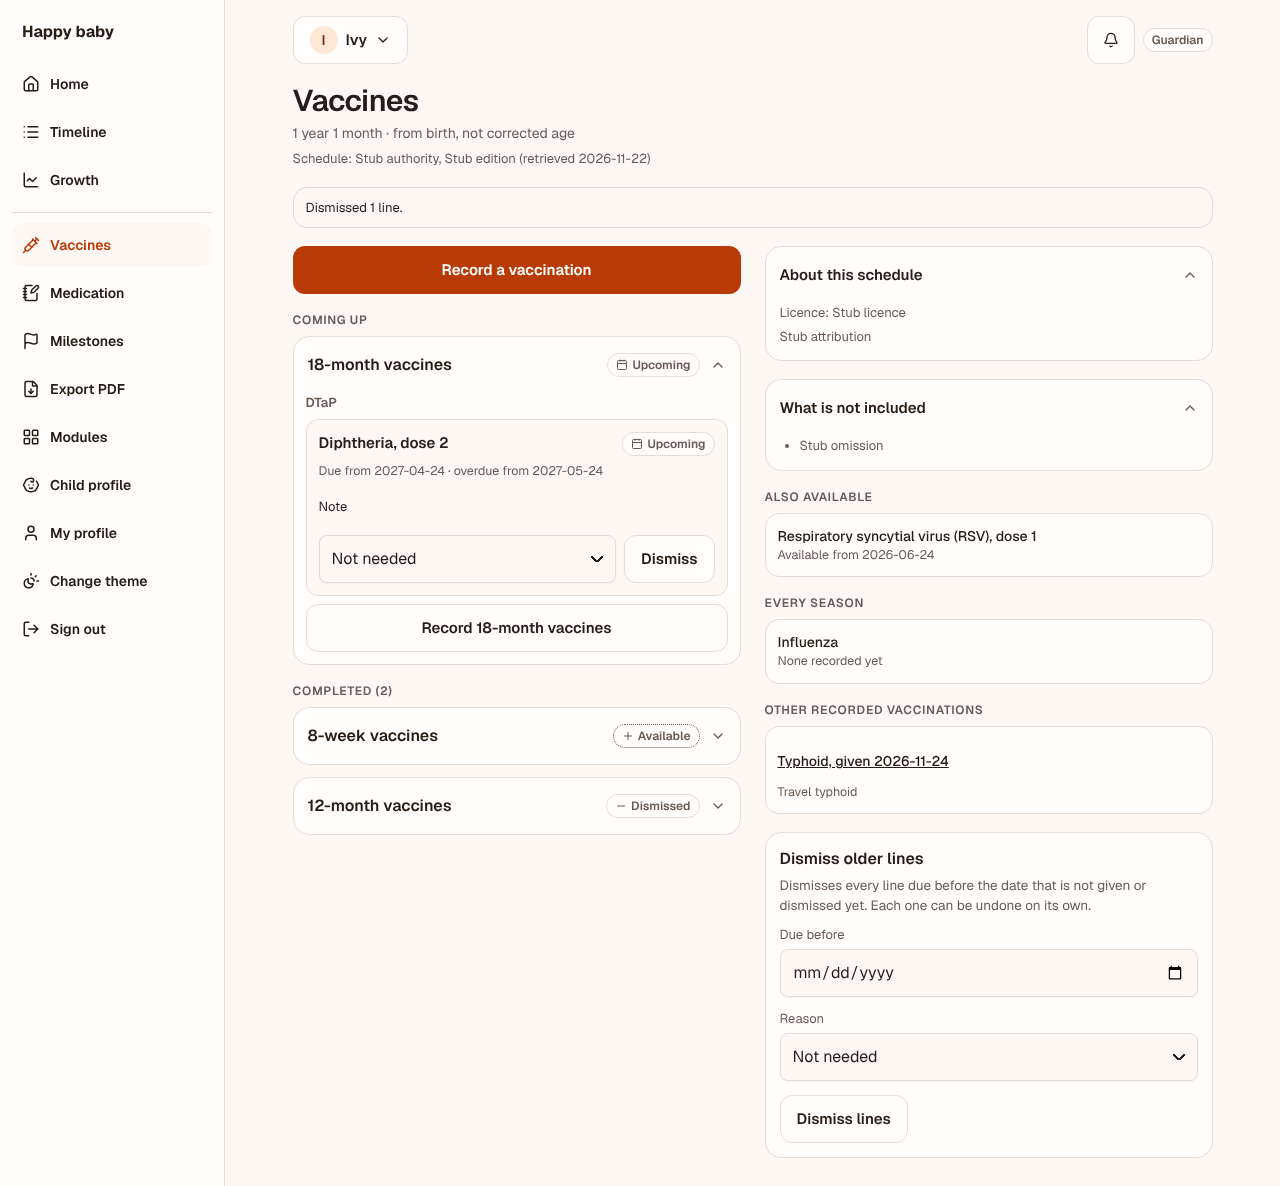 Happy baby
Home
Timeline
Growth
Vaccines
Medication
Milestones
Export PDF
Modules
Child profile
My profile
Change theme
Sign out
I Ivy
Guardian
Vaccines
1 year 1 month · from birth, not corrected age
Schedule: Stub authority, Stub edition (retrieved 2026-11-22)
Dismissed 1 line.
Record a vaccination
COMING UP
18-month vaccines Upcoming
DTaP
Diphtheria, dose 2 Upcoming
Due from 2027-04-24 · overdue from 2027-05-24
Note
Not needed Dismiss
Record 18-month vaccines
COMPLETED (2)
8-week vaccines Available
12-month vaccines Dismissed
About this schedule
Licence: Stub licence
Stub attribution
What is not included
• Stub omission
ALSO AVAILABLE
Respiratory syncytial virus (RSV), dose 1
Available from 2026-06-24
EVERY SEASON
Influenza
None recorded yet
OTHER RECORDED VACCINATIONS
Typhoid, given 2026-11-24
Travel typhoid
Dismiss older lines
Dismisses every line due before the date that is not given or
dismissed yet. Each one can be undone on its own.
Due before
mm/dd/yyyy
Reason
Not needed
Dismiss lines